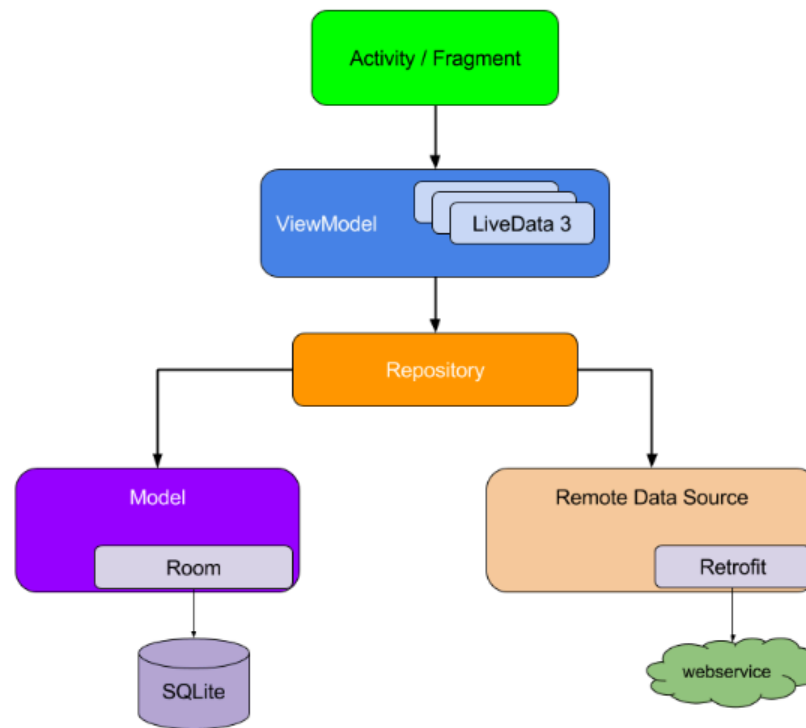 Activity / Fragment
ViewModel
LiveData 3
Repository
Model
Remote Data Source
Room
Retrofit
SQLite
webservice